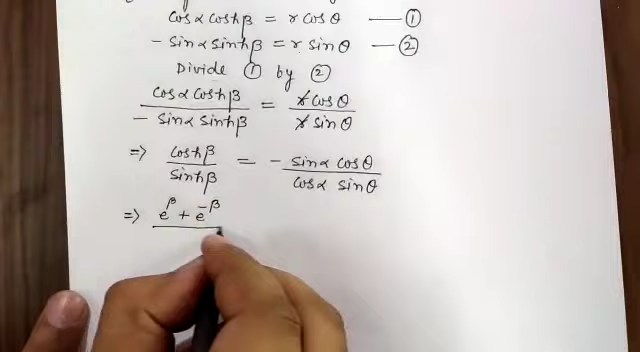 cosα coshβ = r cosθ —— ①
- sinα sinhβ = r sinθ — ②
Divide ① by ②
cosα coshβ / - sinα sinhβ = r cosθ / r sinθ
=> coshβ / sinhβ = - sinα cosθ / cosα sinθ
=> e^β + e^-β